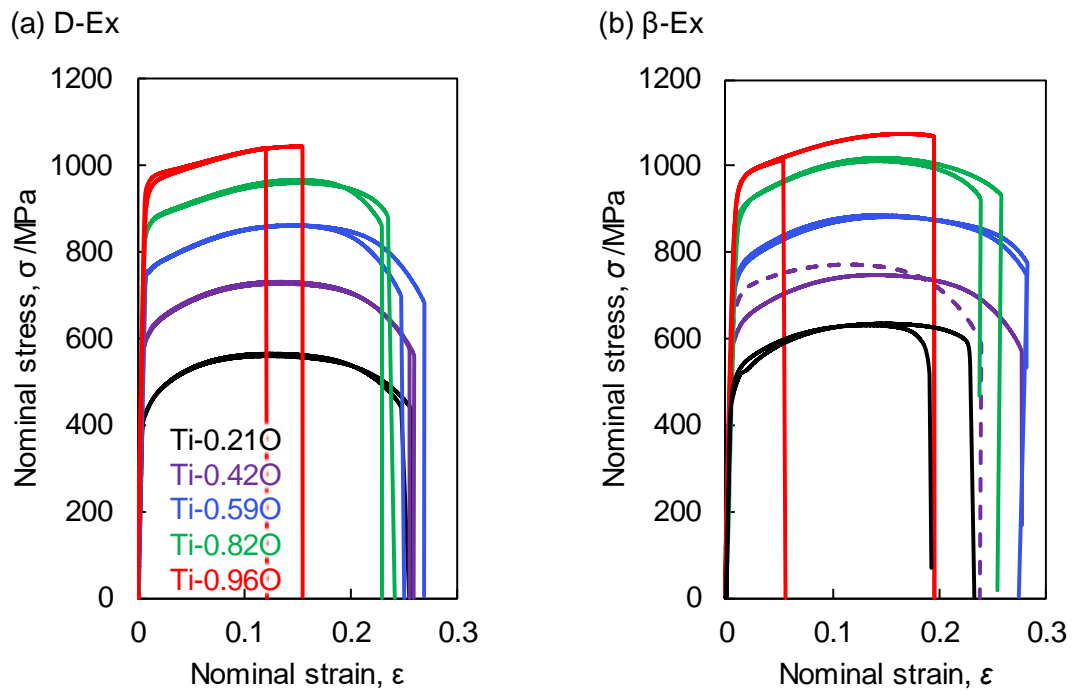 (a) D-Ex
1200
1000
800
600
400
200
0
0
0.1
0.2
0.3
Nominal stress, σ /MPa
Nominal strain, ε
Ti-0.21O
Ti-0.42O
Ti-0.59O
Ti-0.82O
Ti-0.96O
(b) β-Ex
1200
1000
800
600
400
200
0
0
0.1
0.2
0.3
Nominal stress, σ /MPa
Nominal strain, ε